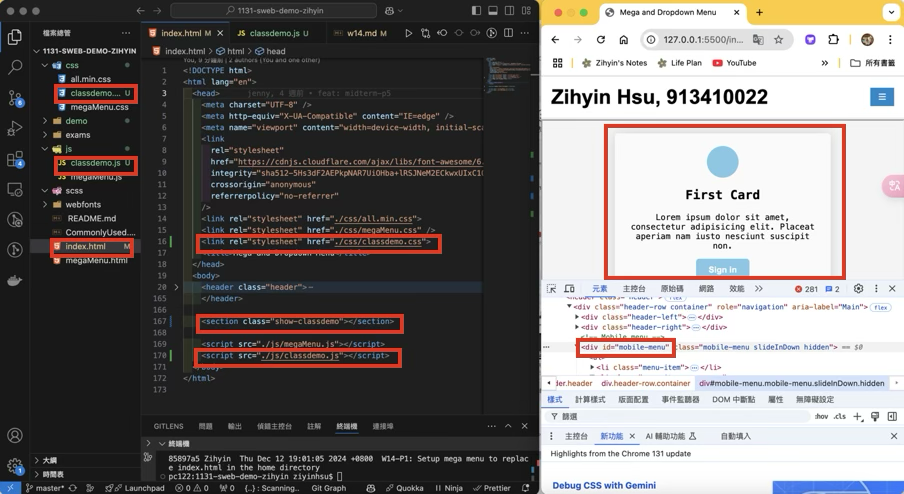 1131-sweb-demo-zihyin
檔案總管
1131-SWEB-DEMO-ZIHYIN
css
all.min.css
classdemo.... U
megaMenu.css
demo
exams
js
classdemo.js U
megaMenu.js
scss
webfonts
README.md
CommonlyUsed....
index.html M
megaMenu.html
大綱
時間表
index.html M
classdemo.js U
w14.md M
index.html > html > head
You, 9 分鐘前 | 2 authors (You and one other)
1 <!DOCTYPE html>
2 <html lang="en">
3 <head> jenny, 4 週前 • feat: midterm-p5
4 <meta charset="UTF-8" />
5 <meta http-equiv="X-UA-Compatible" content="IE=edge" />
6 <meta name="viewport" content="width=device-width, initial-sca
7 <link
8 rel="stylesheet"
9 href="https://cdnjs.cloudflare.com/ajax/libs/font-awesome/6.
10 integrity="sha512-5Hs3dF2AEPkpNAR7UiOHba+lRSJNeM2ECkwxUIxC1Q
11 crossorigin="anonymous"
12 referrerpolicy="no-referrer"
13 />
14 <link rel="stylesheet" href="./css/all.min.css">
15 <link rel="stylesheet" href="./css/megaMenu.css" />
16 <link rel="stylesheet" href="./css/classdemo.css">
17 <title>Mega and Dropdown Menu</title>
18 </head>
19 <body>
20 <header class="header">⋯
165 </header>
166
167 <section class="show-classdemo"></section>
168
169 <script src="./js/megaMenu.js"></script>
170 <script src="./js/classdemo.js"></script>
171 </body>
172 </html>
173
GITLENS 問題 輸出 偵錯主控台 註解 終端機 連接埠
終端機
85897a5 Zihyin Thu Dec 12 19:01:05 2024 +0800 W14-P1: Setup mega menu to replac
e index.html in the home directory
pc122:1131-sweb-demo-zihyin ziyinhsu$
master* Launchpad 0 0 0 {..} : Scanning.. Git Graph Quokka Ninja Prettier
Mega and Dropdown Menu
127.0.0.1:5500/in...
Zihyin's Notes Life Plan YouTube » 所有書籤
Zihyin Hsu, 913410022
First Card
Lorem ipsum dolor sit amet,
consectetur adipisicing elit. Praesent
aperiam nam iusto nesciunt suscipit
non.
Sign in
元素 主控台 原始碼 網路 效能 » 281 2
<div class="header-row container" role="navigation" aria-label="Main"> flex
<div class="header-left">⋯</div>
<div class="header-right">⋯</div>
<!-- Mobile menu -->
<div id="mobile-menu" class="mobile-menu slideInDown hidden"> == $0
<ul>
<li class="menu-item">⋯</li>
der.header div.header-row.container div#mobile-menu.mobile-menu.slideInDown.hidden
樣式 計算樣式 版面配置 事件監聽器 DOM 中斷點 屬性 無障礙設定
篩選 :hov .cls
主控台 新功能 AI 輔助功能 自動填入
Highlights from the Chrome 131 update
Debug CSS with Gemini